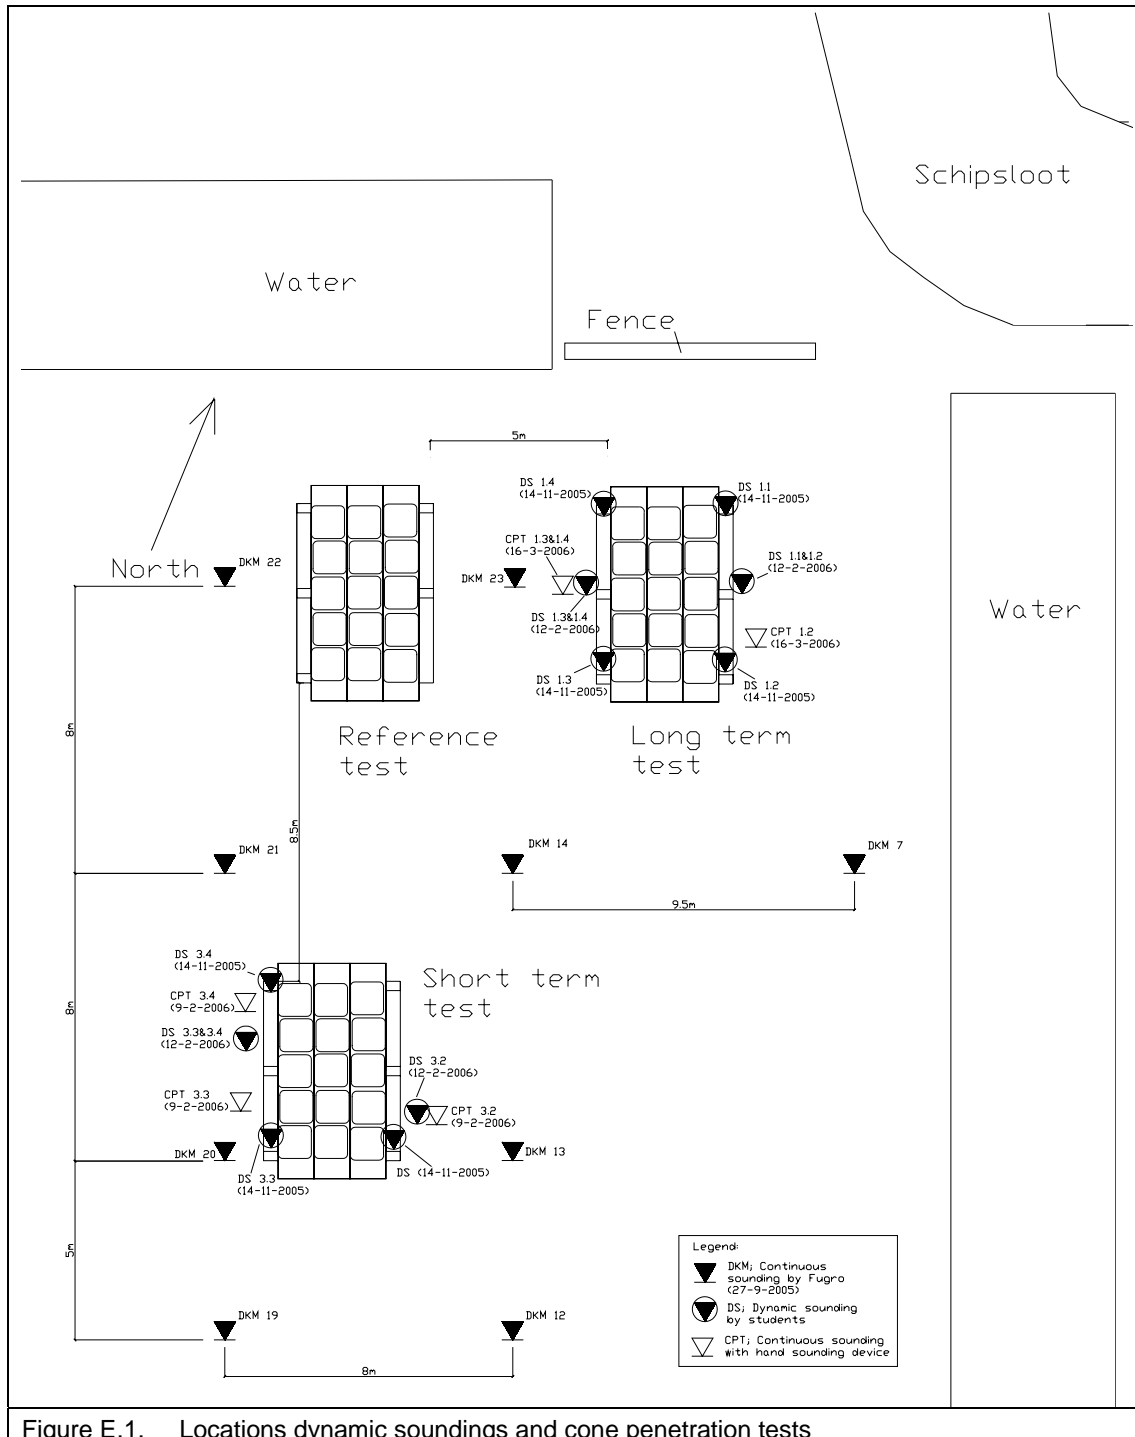 Schipsloot
Water
Fence
North
5m
DS 1.4
(14-11-2005)
DS 1.1
(14-11-2005)
CPT 1.3&1.4
(16-3-2006)
DKM 22
DKM 23
DS 1.1&1.2
(12-2-2006)
DS 1.3&1.4
(12-2-2006)
CPT 1.2
(16-3-2006)
Water
DS 1.3
(14-11-2005)
DS 1.2
(14-11-2005)
Reference
test
Long term
test
8m
8.5m
DKM 21
DKM 14
DKM 7
9.5m
DS 3.4
(14-11-2005)
CPT 3.4
(9-2-2006)
DS 3.3&3.4
(12-2-2006)
Short term
test
8m
CPT 3.3
(9-2-2006)
DS 3.2
(12-2-2006)
CPT 3.2
(9-2-2006)
DKM 20
DKM 13
DS 3.3
(14-11-2005)
DS (14-11-2005)
5m
DKM 19
DKM 12
8m
Legend:
DKM; Continuous
sounding by Fugro
(27-9-2005)
DS; Dynamic sounding
by students
CPT; Continuous sounding
with hand sounding device
Figure E.1. Locations dynamic soundings and cone penetration tests